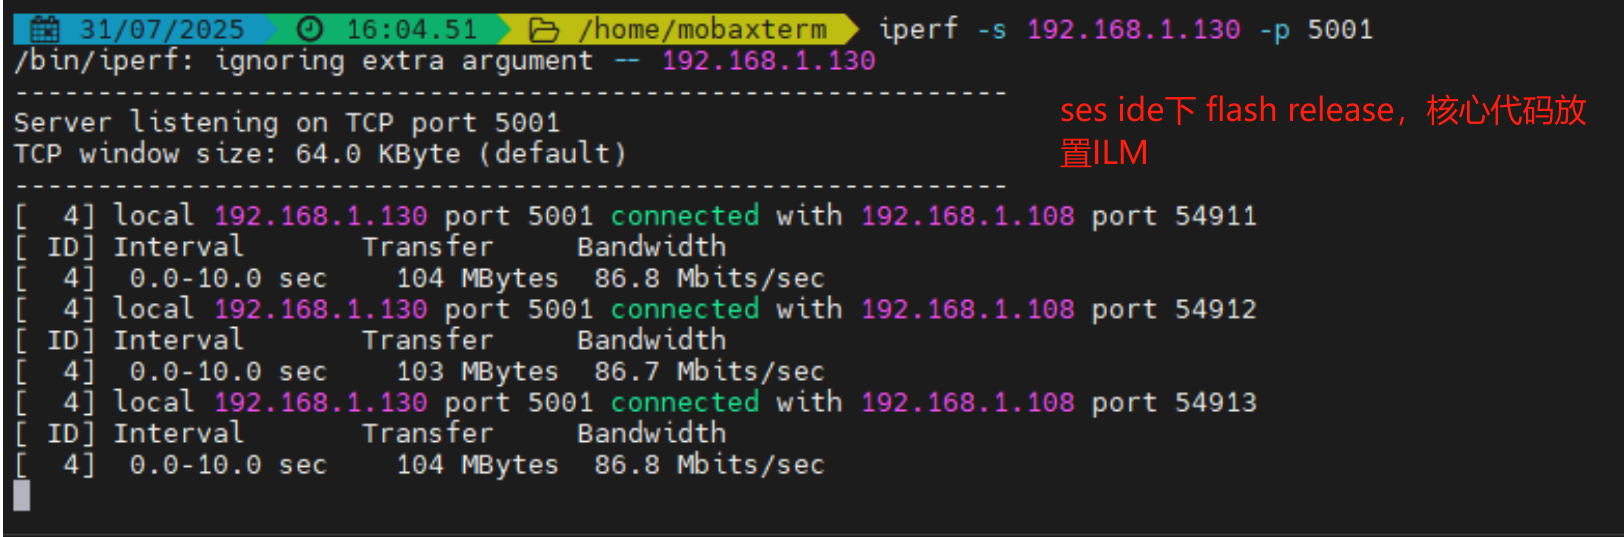 31/07/2025 16:04.51 /home/mobaxterm iperf -s 192.168.1.130 -p 5001
/bin/iperf: ignoring extra argument -- 192.168.1.130
------------------------------------------------------------
Server listening on TCP port 5001
TCP window size: 64.0 KByte (default)
------------------------------------------------------------
ses ide下 flash release，核心代码放
置ILM
[  4] local 192.168.1.130 port 5001 connected with 192.168.1.108 port 54911
[ ID] Interval       Transfer     Bandwidth
[  4]  0.0-10.0 sec    104 MBytes  86.8 Mbits/sec
[  4] local 192.168.1.130 port 5001 connected with 192.168.1.108 port 54912
[ ID] Interval       Transfer     Bandwidth
[  4]  0.0-10.0 sec    103 MBytes  86.7 Mbits/sec
[  4] local 192.168.1.130 port 5001 connected with 192.168.1.108 port 54913
[ ID] Interval       Transfer     Bandwidth
[  4]  0.0-10.0 sec    104 MBytes  86.8 Mbits/sec